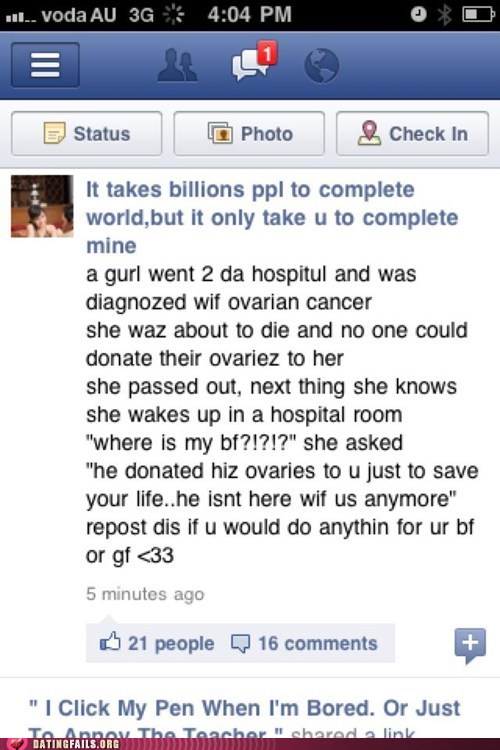 voda AU 3G 4:04 PM
1
Status Photo Check In
It takes billions ppl to complete
world,but it only take u to complete
mine
a gurl went 2 da hospitul and was
diagnozed wif ovarian cancer
she waz about to die and no one could
donate their ovariez to her
she passed out, next thing she knows
she wakes up in a hospital room
"where is my bf?!?!?" she asked
"he donated hiz ovaries to u just to save
your life..he isnt here wif us anymore"
repost dis if u would do anythin for ur bf
or gf <33
5 minutes ago
21 people 16 comments
" I Click My Pen When I'm Bored. Or Just
To Annoy The Teacher " shared a link
DATINGFAILS.ORG